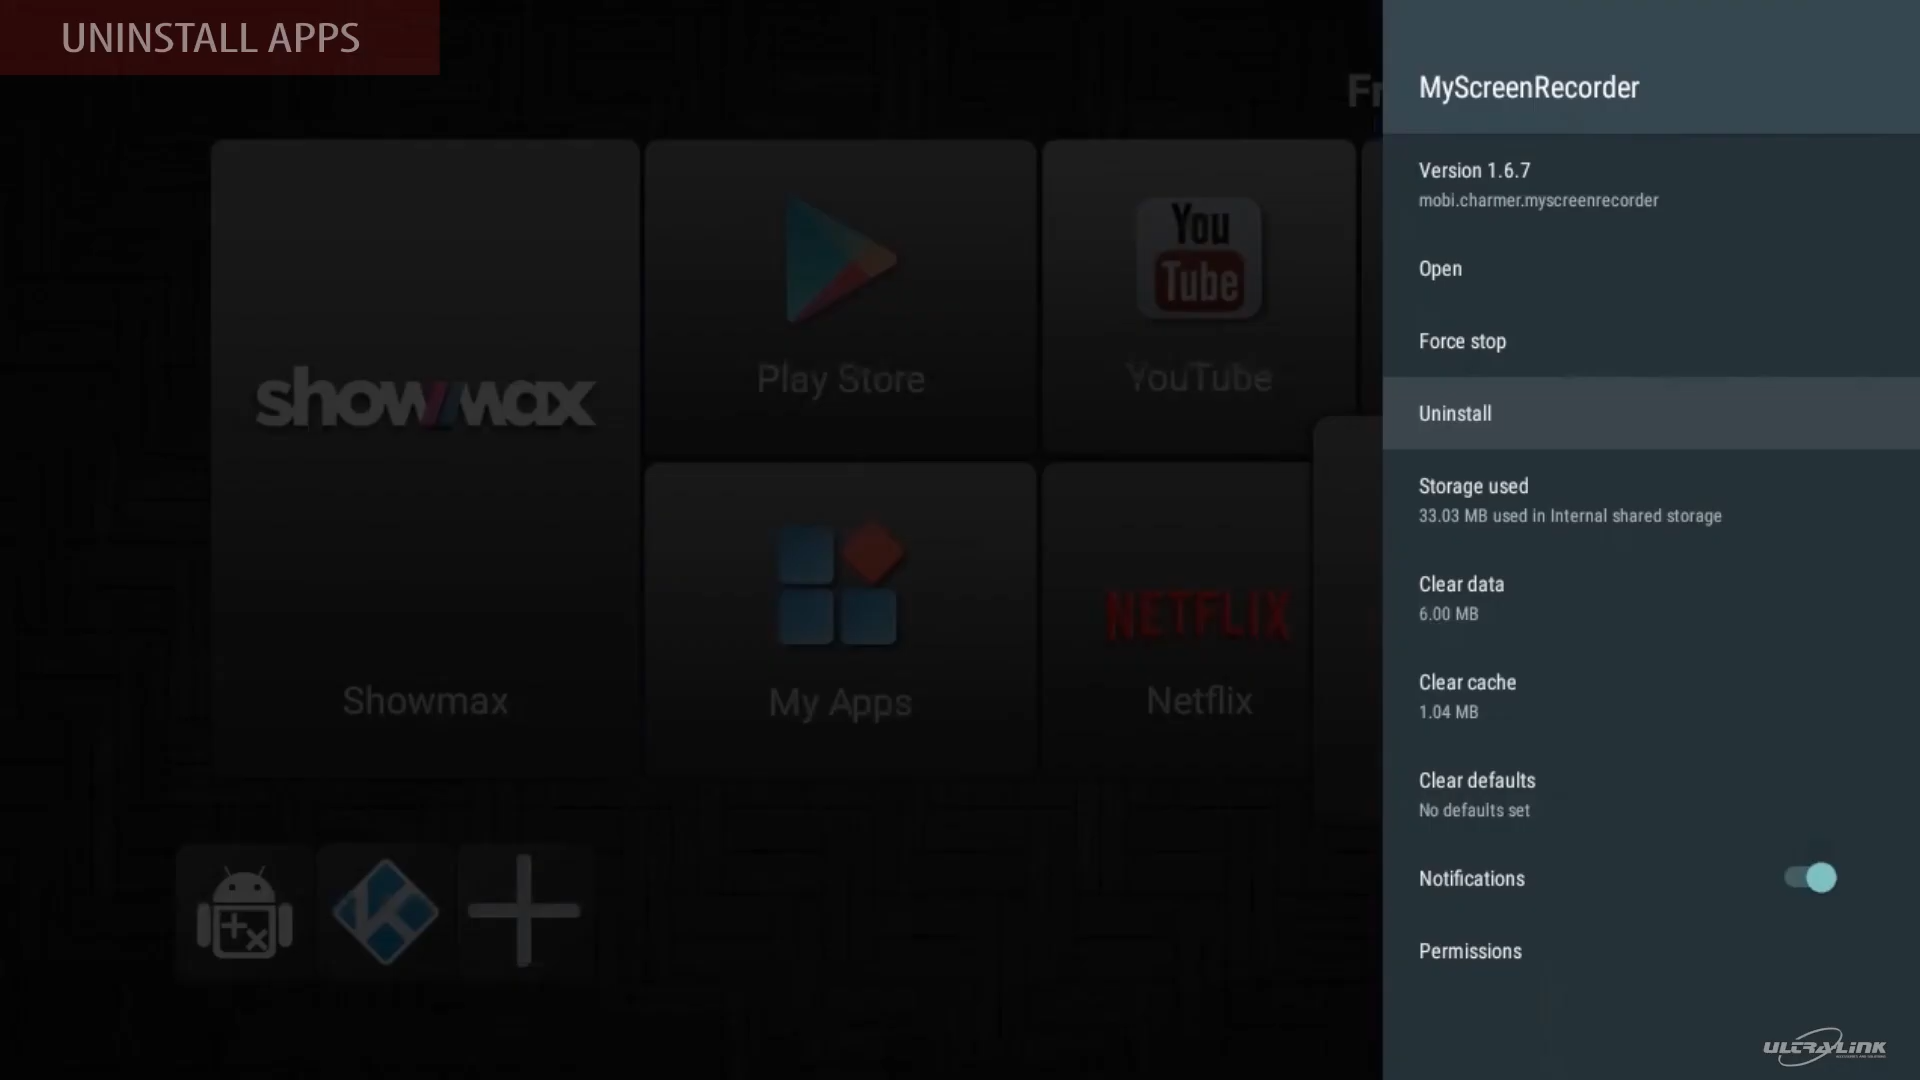 UNINSTALL APPS
Fr
showmax
Showmax
Play Store
You
Tube
YouTube
My Apps
NETFLIX
Netflix
MyScreenRecorder
Version 1.6.7
mobi.charmer.myscreenrecorder
Open
Force stop
Uninstall
Storage used
33.03 MB used in Internal shared storage
Clear data
6.00 MB
Clear cache
1.04 MB
Clear defaults
No defaults set
Notifications
Permissions
ULTRALINK